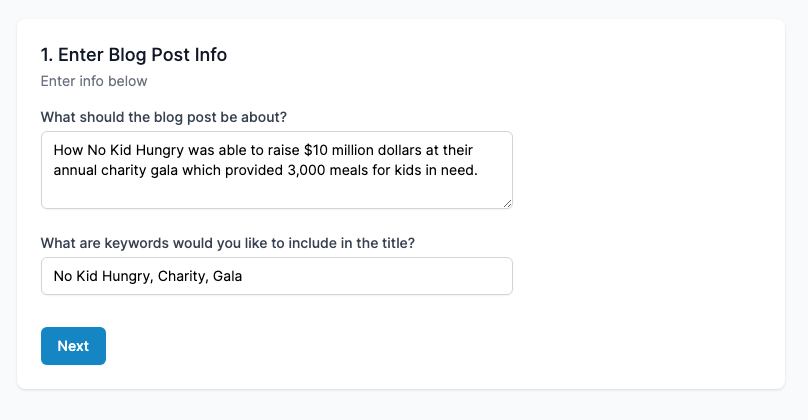 1. Enter Blog Post Info
Enter info below
What should the blog post be about?
How No Kid Hungry was able to raise $10 million dollars at their
annual charity gala which provided 3,000 meals for kids in need.
What are keywords would you like to include in the title?
No Kid Hungry, Charity, Gala
Next